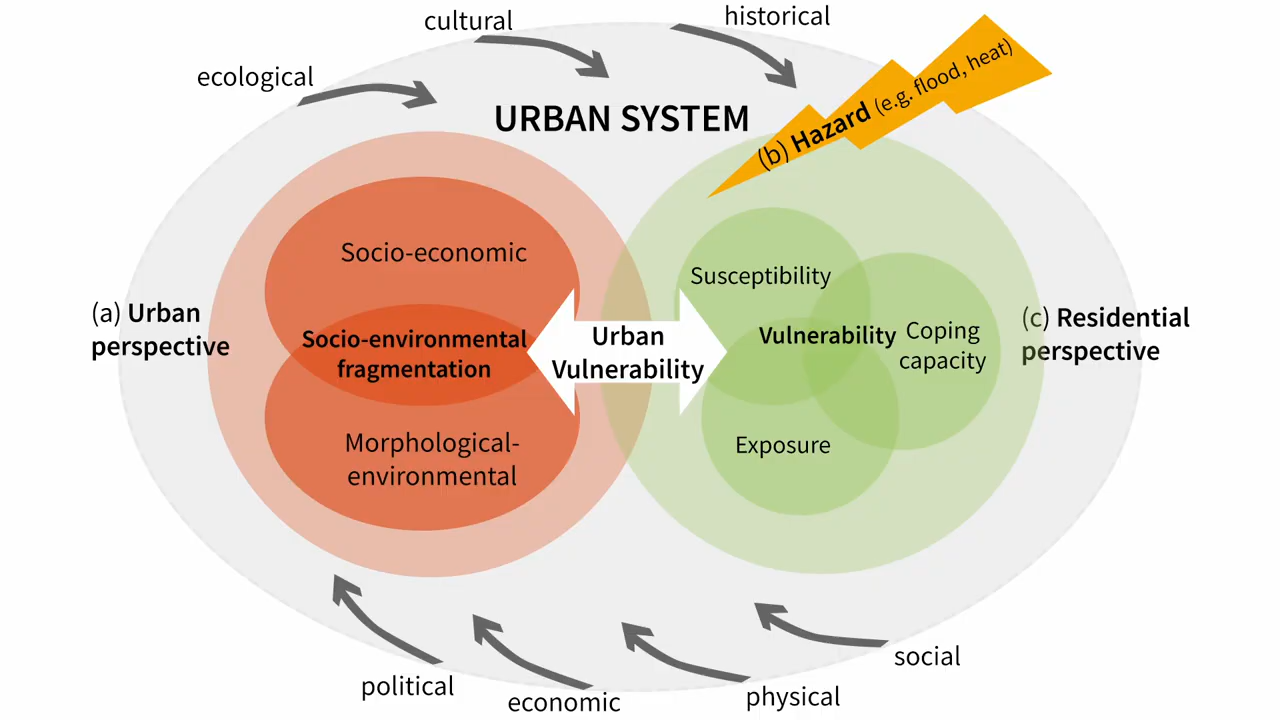 cultural
historical
ecological
URBAN SYSTEM
(b) Hazard (e.g. flood, heat)
Socio-economic
Susceptibility
(a) Urban
perspective
Socio-environmental
fragmentation
Urban
Vulnerability
Vulnerability
Coping
capacity
(c) Residential
perspective
Morphological-
environmental
Exposure
political
economic
physical
social